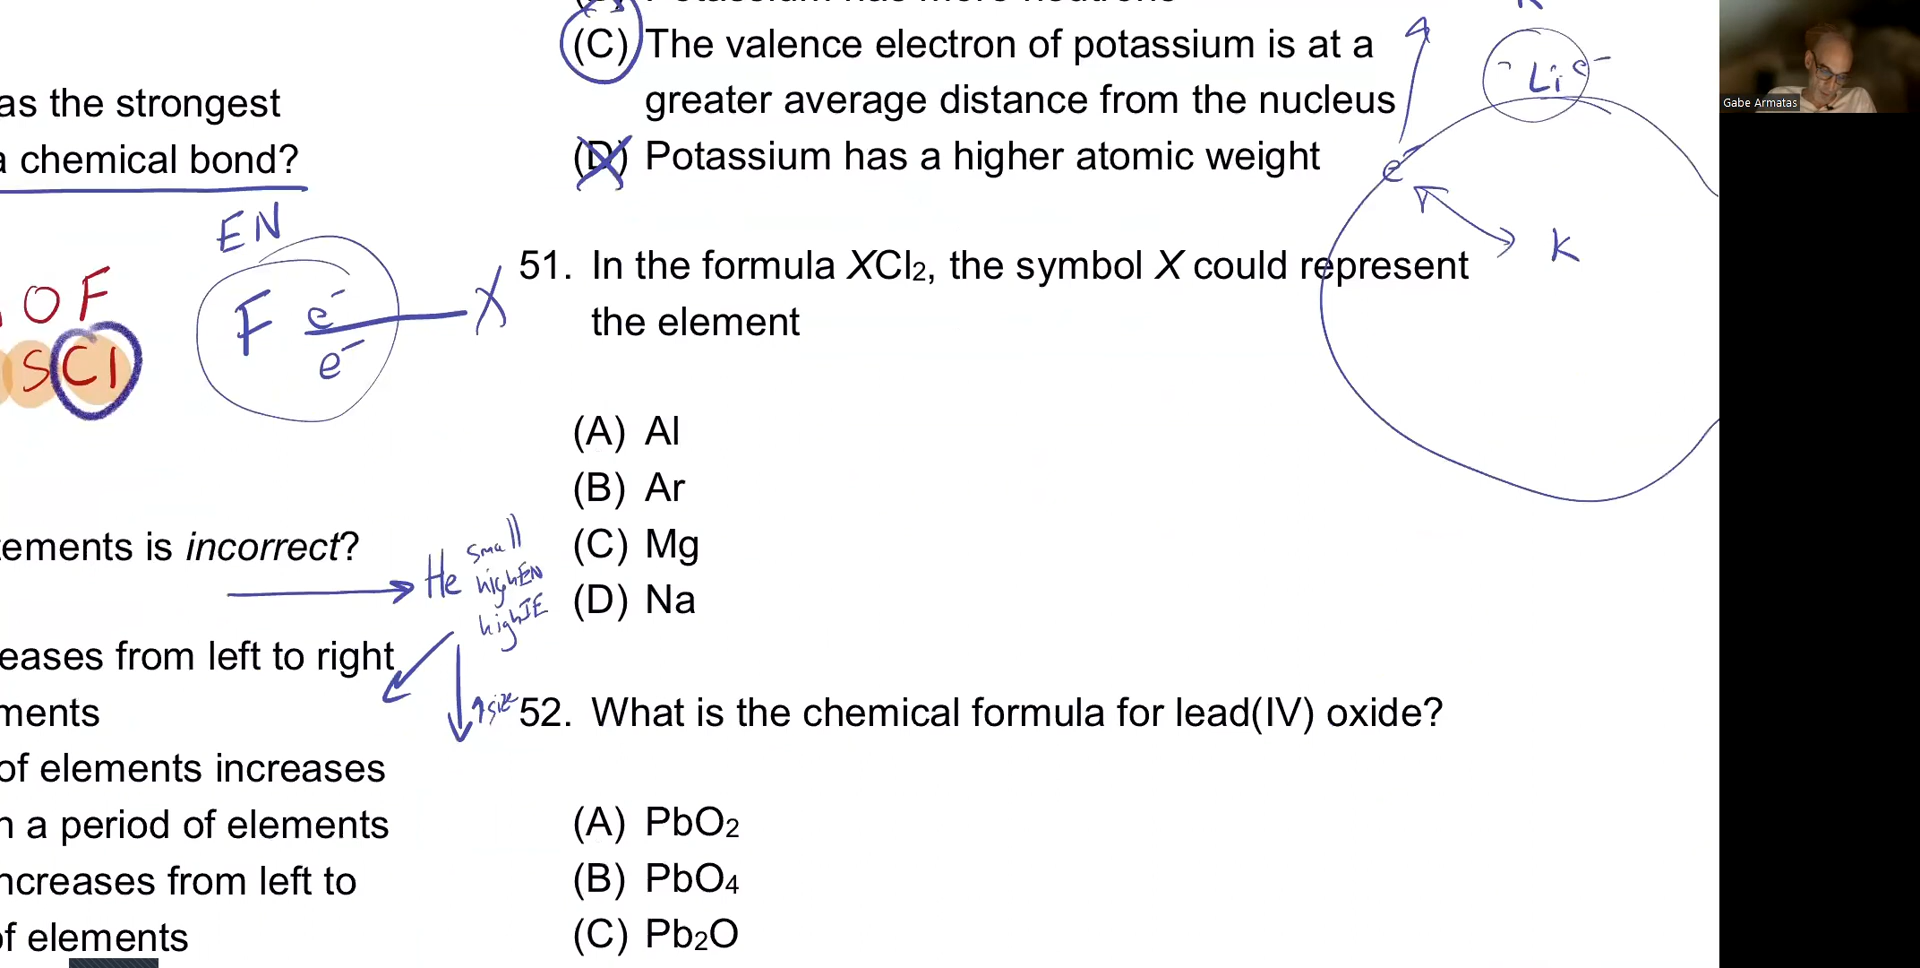 as the strongest
a chemical bond?
EN
O F
S Cl
F e⁻
e⁻
X
tements is incorrect?
He small
high EN
high IE
eases from left to right
ments
↑ size
of elements increases
n a period of elements
ncreases from left to
of elements
(C) The valence electron of potassium is at a
greater average distance from the nucleus
(D) Potassium has a higher atomic weight
51. In the formula XCl₂, the symbol X could represent
the element
(A) Al
(B) Ar
(C) Mg
(D) Na
52. What is the chemical formula for lead(IV) oxide?
(A) PbO₂
(B) PbO₄
(C) Pb₂O
Li e⁻
e⁻
K
Gabe Armatas